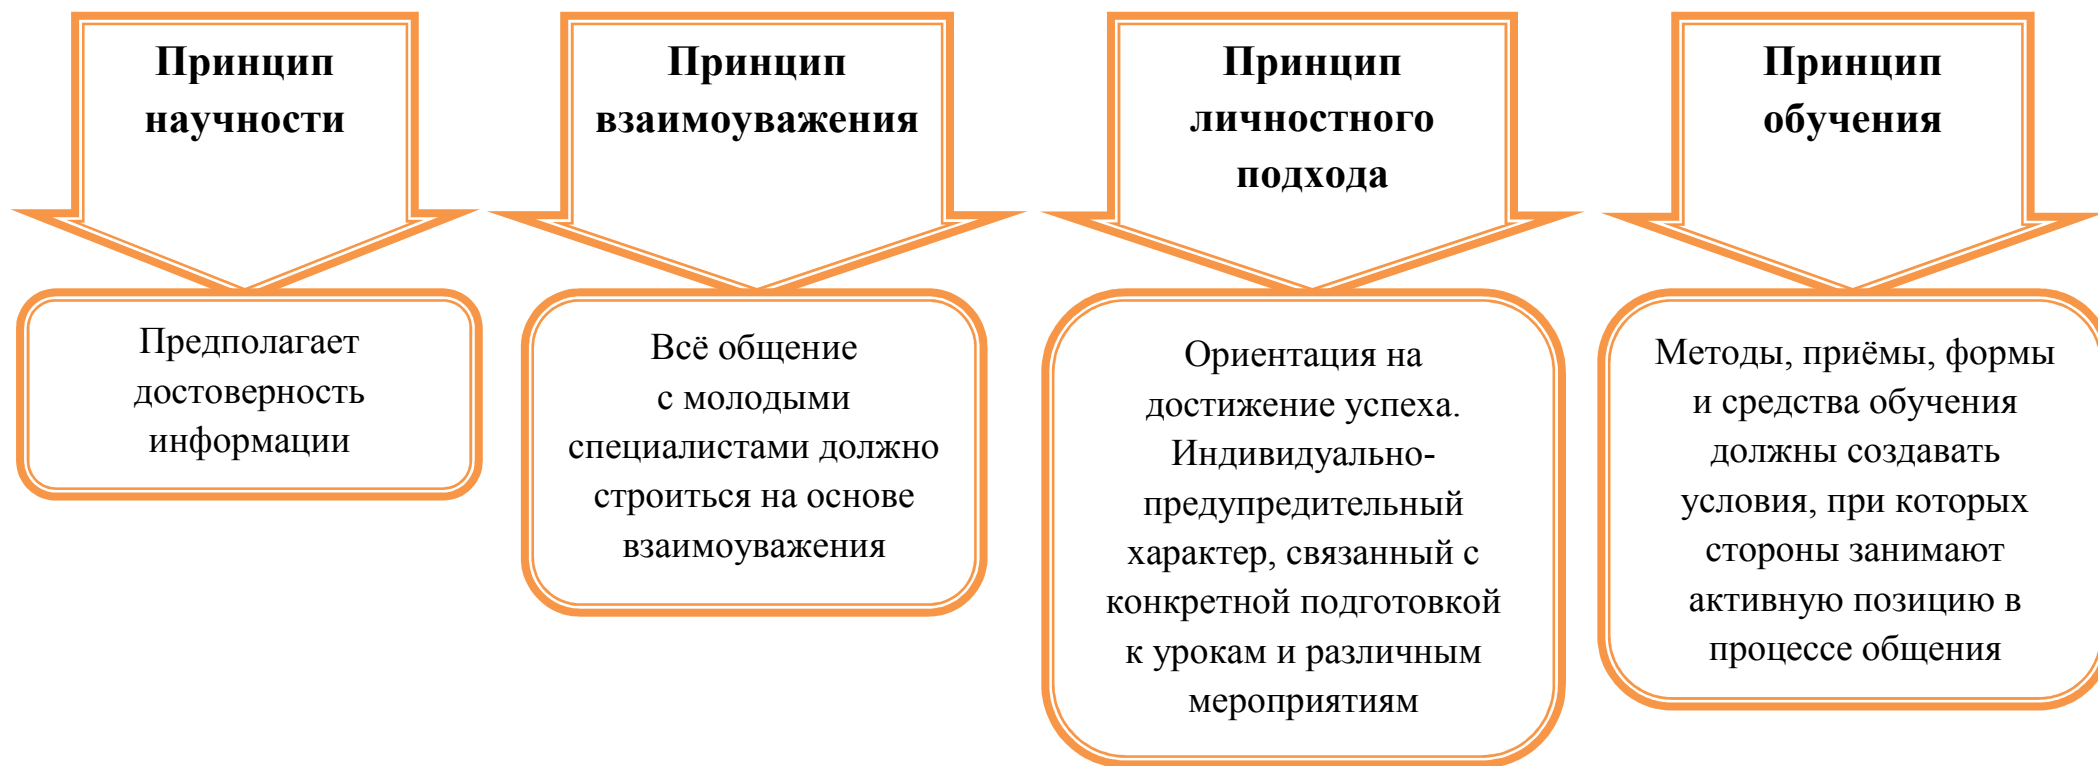 Принцип
научности
Предполагает
достоверность
информации
Принцип
взаимоуважения
Всё общение
с молодыми
специалистами должно
строиться на основе
взаимоуважения
Принцип
личностного
подхода
Ориентация на
достижение успеха.
Индивидуально-
предупредительный
характер, связанный с
конкретной подготовкой
к урокам и различным
мероприятиям
Принцип
обучения
Методы, приёмы, формы
и средства обучения
должны создавать
условия, при которых
стороны занимают
активную позицию в
процессе общения